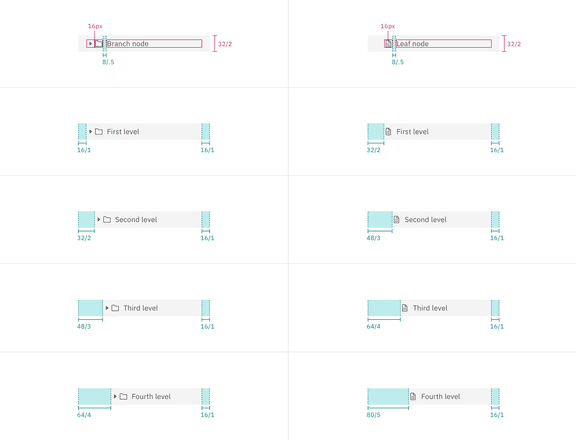 16px
Branch node
32/2
8/.5
16px
Leaf node
32/2
8/.5
First level
16/1
16/1
First level
32/2
16/1
Second level
32/2
16/1
Second level
48/3
16/1
Third level
48/3
16/1
Third level
64/4
16/1
Fourth level
64/4
16/1
Fourth level
80/5
16/1